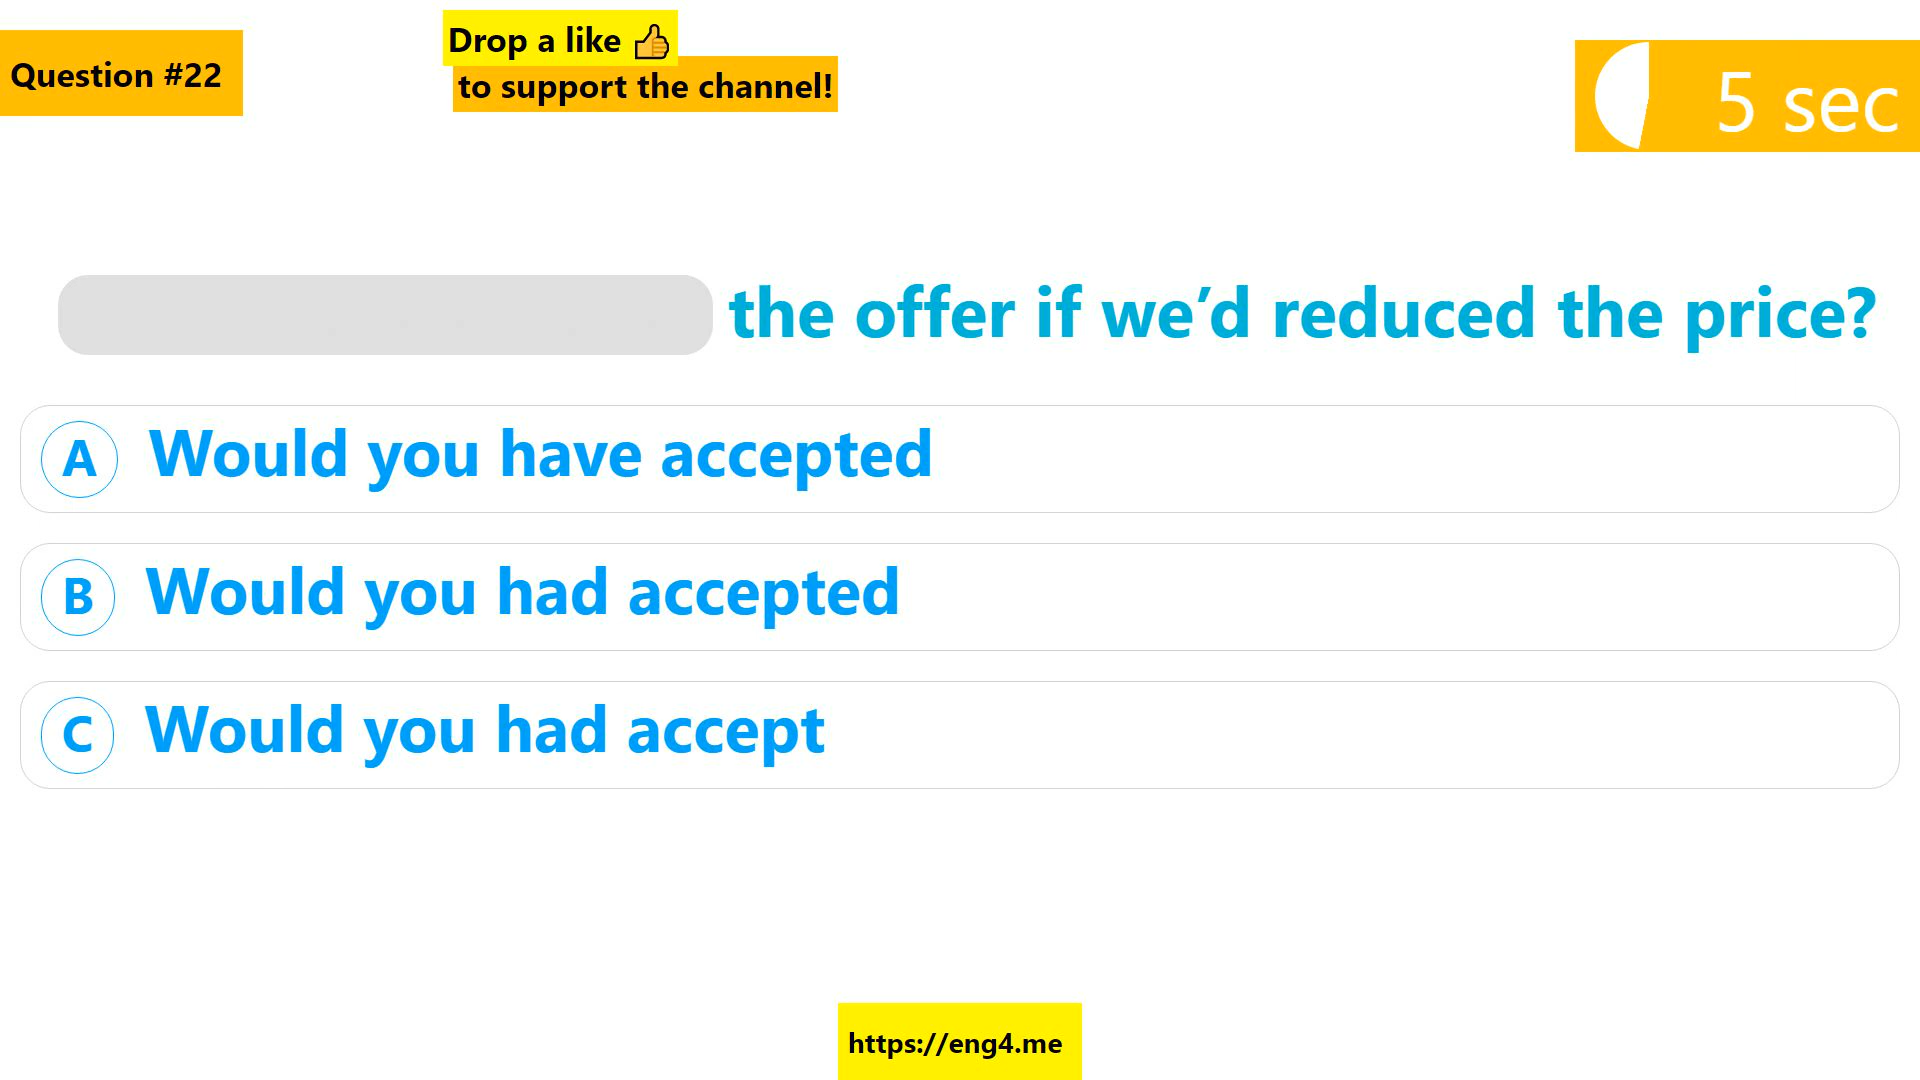 Question #22
Drop a like 👍
to support the channel!
5 sec
the offer if we’d reduced the price?
A Would you have accepted
B Would you had accepted
C Would you had accept
https://eng4.me